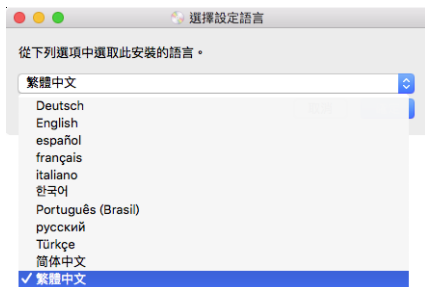 選擇設定語言
從下列選項中選取此安裝的語言。
繁體中文
Deutsch
English
español
français
italiano
한국어
Português (Brasil)
русский
Türkçe
简体中文
✓ 繁體中文